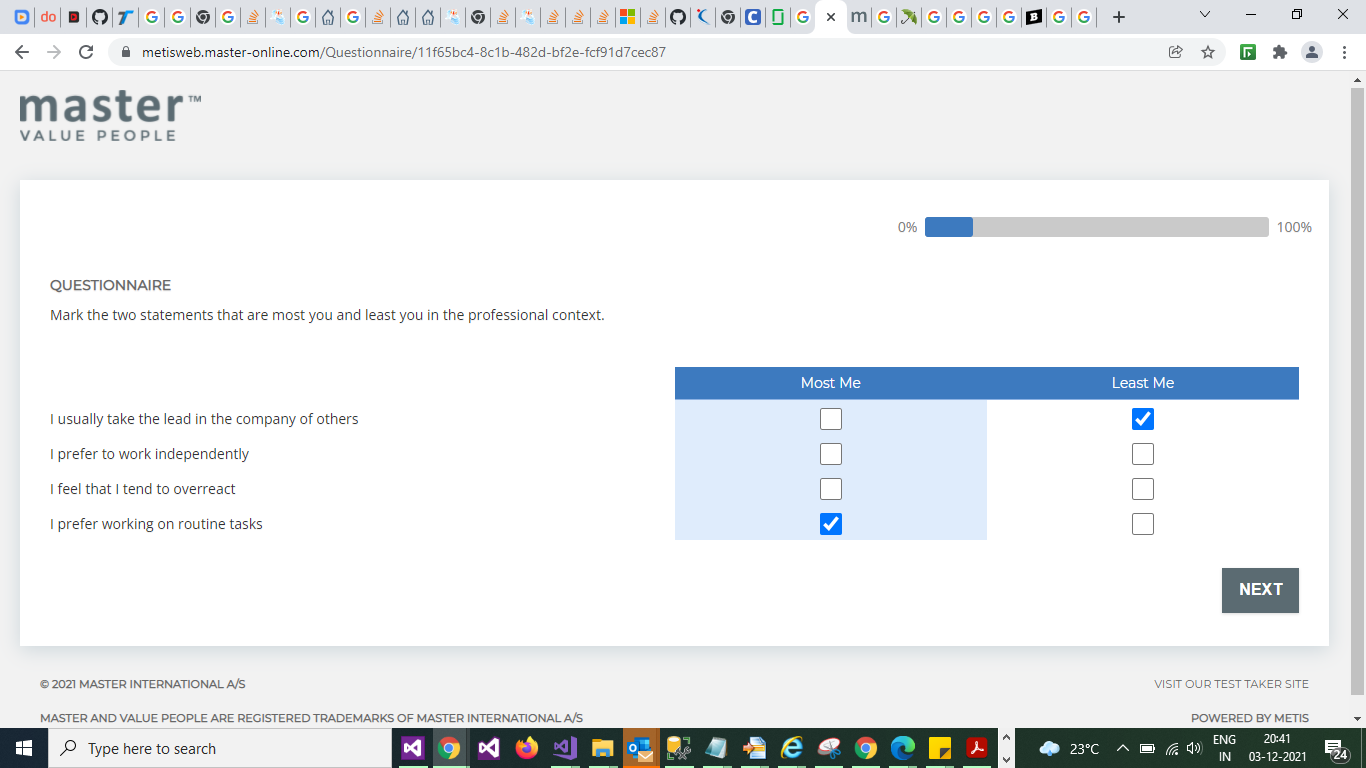 do
metisweb.master-online.com/Questionnaire/11f65bc4-8c1b-482d-bf2e-fcf91d7cec87
master™
VALUE PEOPLE
0% 100%
QUESTIONNAIRE
Mark the two statements that are most you and least you in the professional context.
Most Me Least Me
I usually take the lead in the company of others
I prefer to work independently
I feel that I tend to overreact
I prefer working on routine tasks
NEXT
© 2021 MASTER INTERNATIONAL A/S VISIT OUR TEST TAKER SITE
MASTER AND VALUE PEOPLE ARE REGISTERED TRADEMARKS OF MASTER INTERNATIONAL A/S POWERED BY METIS
Type here to search
23°C
ENG
IN
20:41
03-12-2021
24